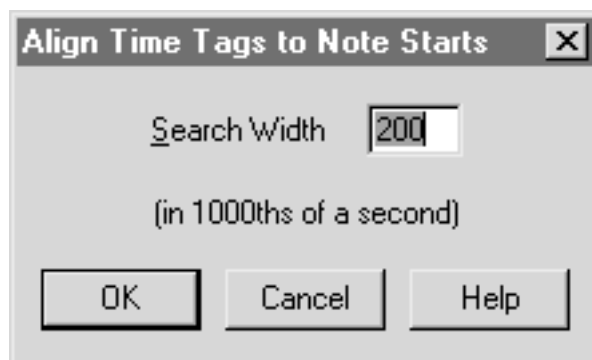 Align Time Tags to Note Starts
Search Width 200
(in 1000ths of a second)
OK Cancel Help